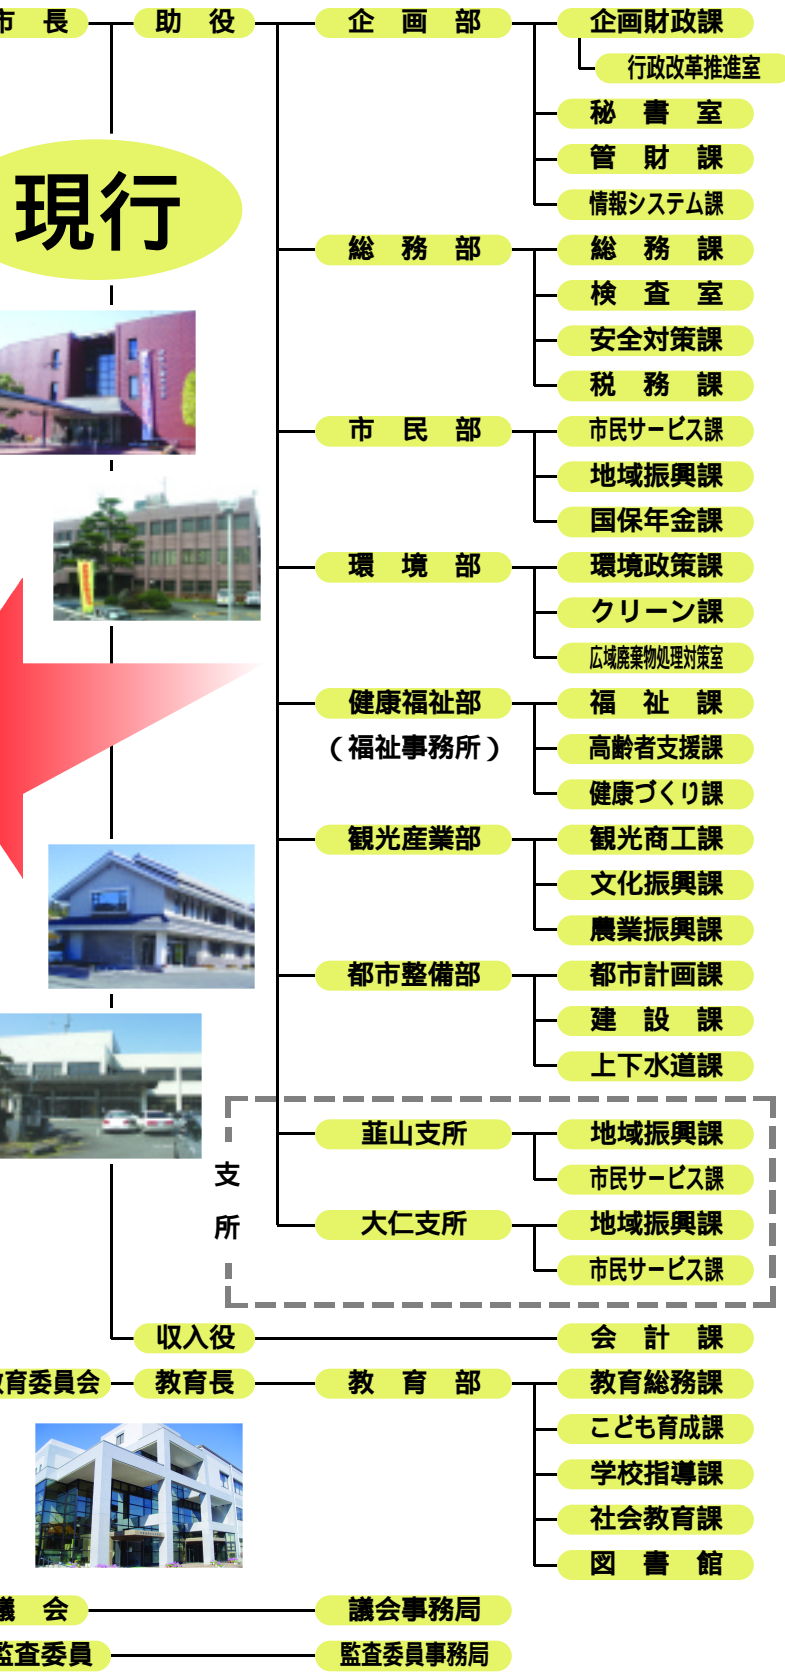 市　長　助　役　企　画　部　企画財政課
行政改革推進室
秘　書　室
管　財　課
情報システム課
現行
総　務　部　総　務　課
検　査　室
安全対策課
税　務　課
市　民　部　市民サービス課
地域振興課
国保年金課
環　境　部　環境政策課
クリーン課
広域廃棄物処理対策室
健康福祉部　福　祉　課
（福祉事務所）　高齢者支援課
健康づくり課
観光産業部　観光商工課
文化振興課
農業振興課
都市整備部　都市計画課
建　設　課
上下水道課
支所
韮山支所　地域振興課
市民サービス課
大仁支所　地域振興課
市民サービス課
収入役　会　計　課
教育委員会　教育長　教　育　部　教育総務課
こども育成課
学校指導課
社会教育課
図　書　館
議　会　議会事務局
監査委員　監査委員事務局